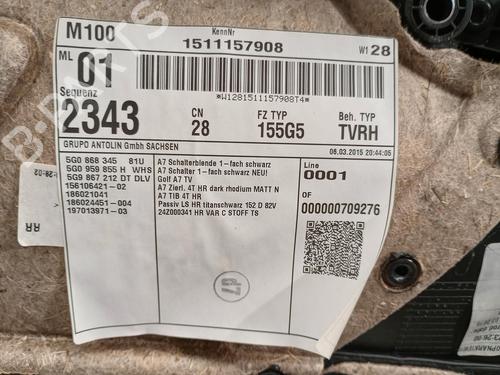 M100
KennNr
1511157908
W1 28
ML
01
*W1281511157908T4*
Sequenz
2343
CN
28
FZ TYP
155G5
Beh. TYP
TVRH
GRUPO ANTOLIN GmbH SACHSEN
06.03.2015 20:44:05
5G0 868 345 81U A7 Schalterblende 1-fach schwarz
5G0 959 855 H WHS A7 Schalter 1-fach schwarz NEU!
5G9 867 212 DT DLV Golf A7 TV
156106421-02 A7 Zierl. 4T HR dark rhodium MATT N
186021041 A7 TIB 4T HR
186024451-004 Passiv LS HR titanschwarz 152 D 82V
197013971-03 24Z000341 HR VAR C STOFF TS
Line
0001
OF
000000709276
B-PARTS